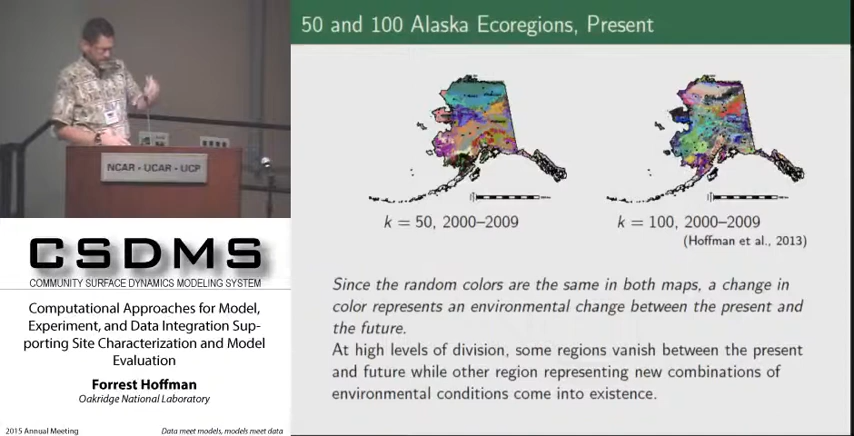 50 and 100 Alaska Ecoregions, Present
NCAR - UCAR - UCP
k = 50, 2000–2009
k = 100, 2000–2009
(Hoffman et al., 2013)
Since the random colors are the same in both maps, a change in
color represents an environmental change between the present and
the future.
At high levels of division, some regions vanish between the present
and future while other region representing new combinations of
environmental conditions come into existence.
CSDMS
COMMUNITY SURFACE DYNAMICS MODELING SYSTEM
Computational Approaches for Model,
Experiment, and Data Integration Sup-
porting Site Characterization and Model
Evaluation
Forrest Hoffman
Oakridge National Laboratory
2015 Annual Meeting
Data meet models, models meet data